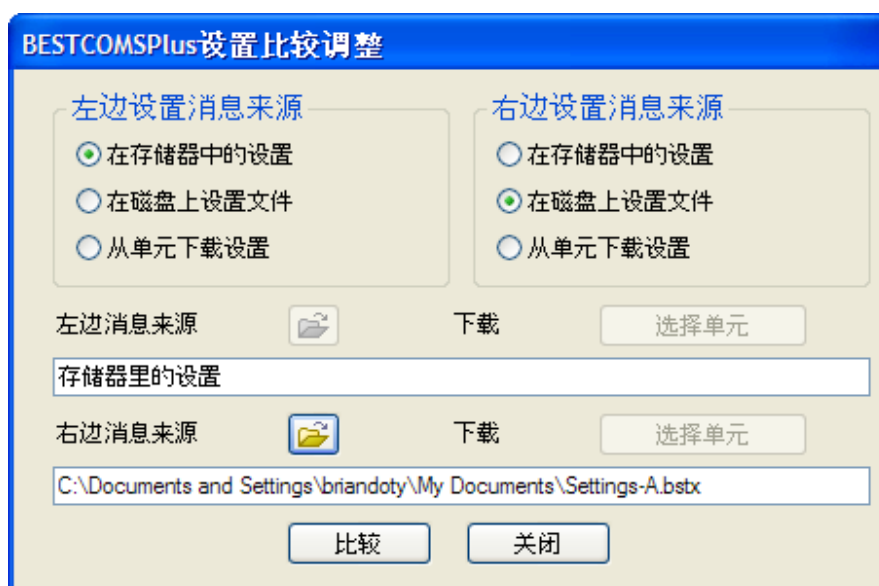 BESTCOMSPlus设置比较调整
左边设置消息来源
在存储器中的设置
在磁盘上设置文件
从单元下载设置
右边设置消息来源
在存储器中的设置
在磁盘上设置文件
从单元下载设置
左边消息来源 下载 选择单元
存储器里的设置
右边消息来源 下载 选择单元
C:\Documents and Settings\briandoty\My Documents\Settings-A.bstx
比较 关闭